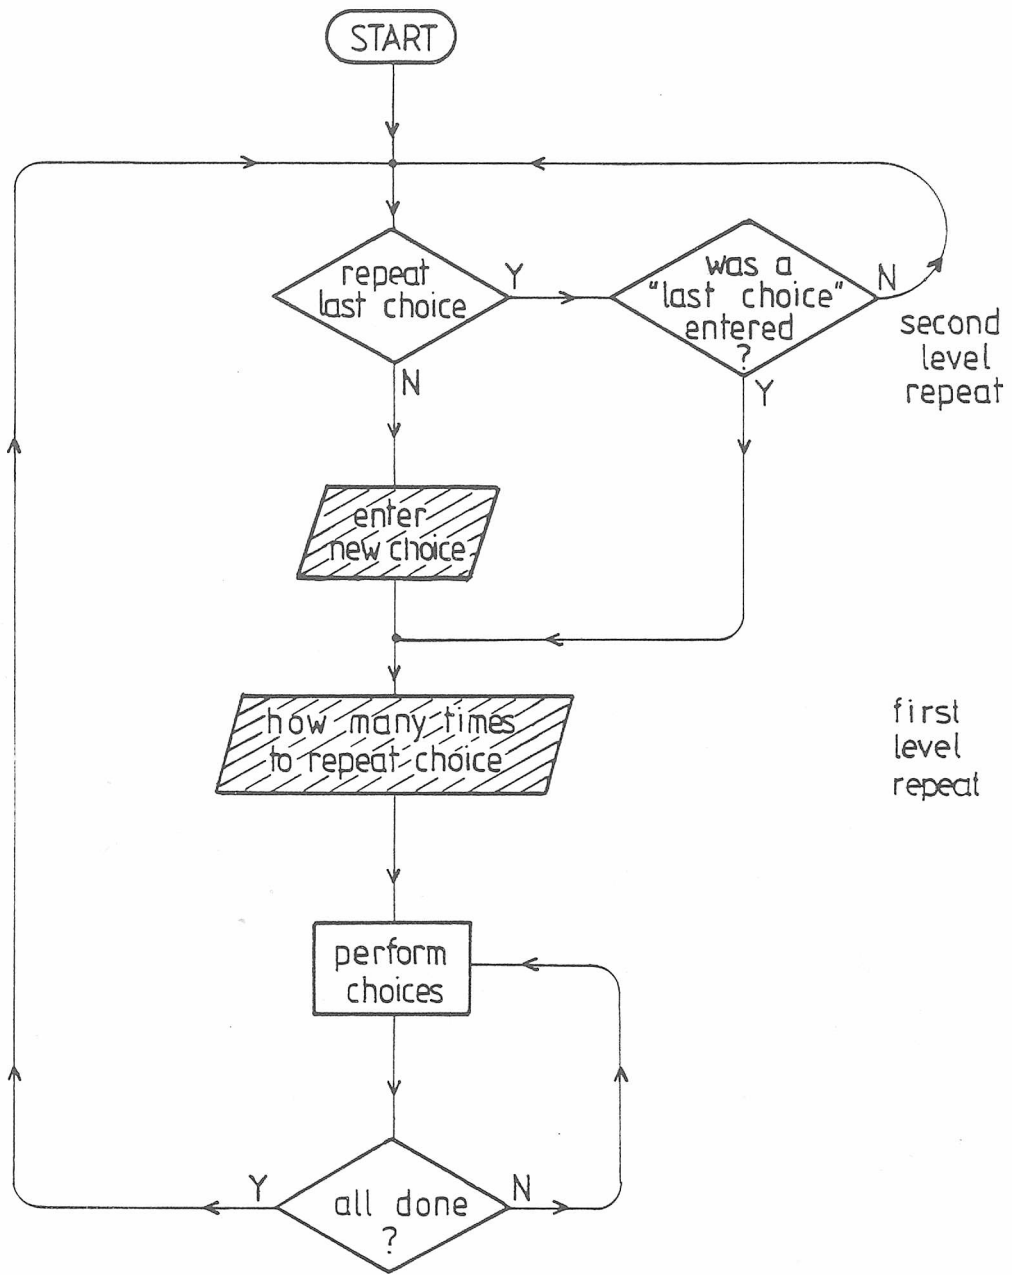 START
repeat
last choice
Y
was a
"last choice"
entered
?
N
second
level
repeat
N
Y
enter
new choice
how many times
to repeat choice
first
level
repeat
perform
choices
Y
all done
?
N